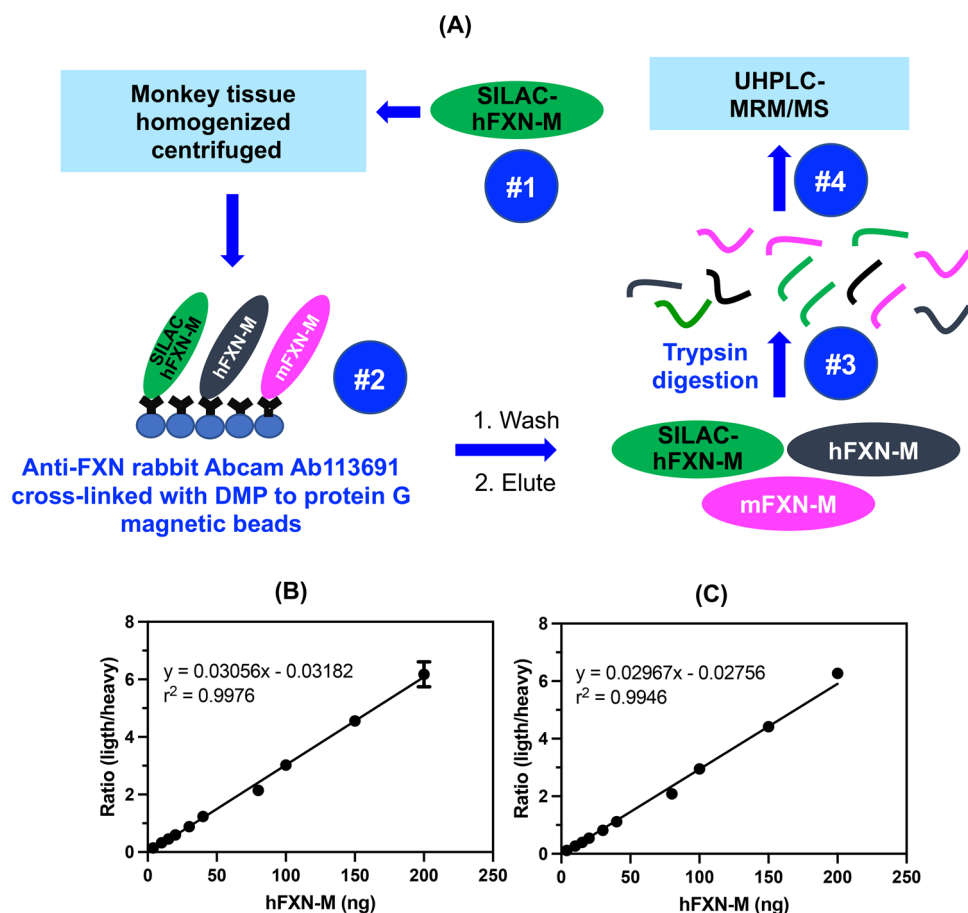 (A)
Monkey tissue
homogenized
centrifuged
SILAC-
hFXN-M
#1
UHPLC-
MRM/MS
#4
SILAC
hFXN-M
hFXN-M
mFXN-M
#2
Anti-FXN rabbit Abcam Ab113691
cross-linked with DMP to protein G
magnetic beads
1. Wash
2. Elute
Trypsin
digestion
#3
SILAC-
hFXN-M
hFXN-M
mFXN-M
(B)
y = 0.03056x - 0.03182
r2 = 0.9976
Ratio (ligth/heavy)
8
6
4
2
0
0 50 100 150 200 250
hFXN-M (ng)
(C)
y = 0.02967x - 0.02756
r2 = 0.9946
Ratio (ligth/heavy)
8
6
4
2
0
0 50 100 150 200 250
hFXN-M (ng)